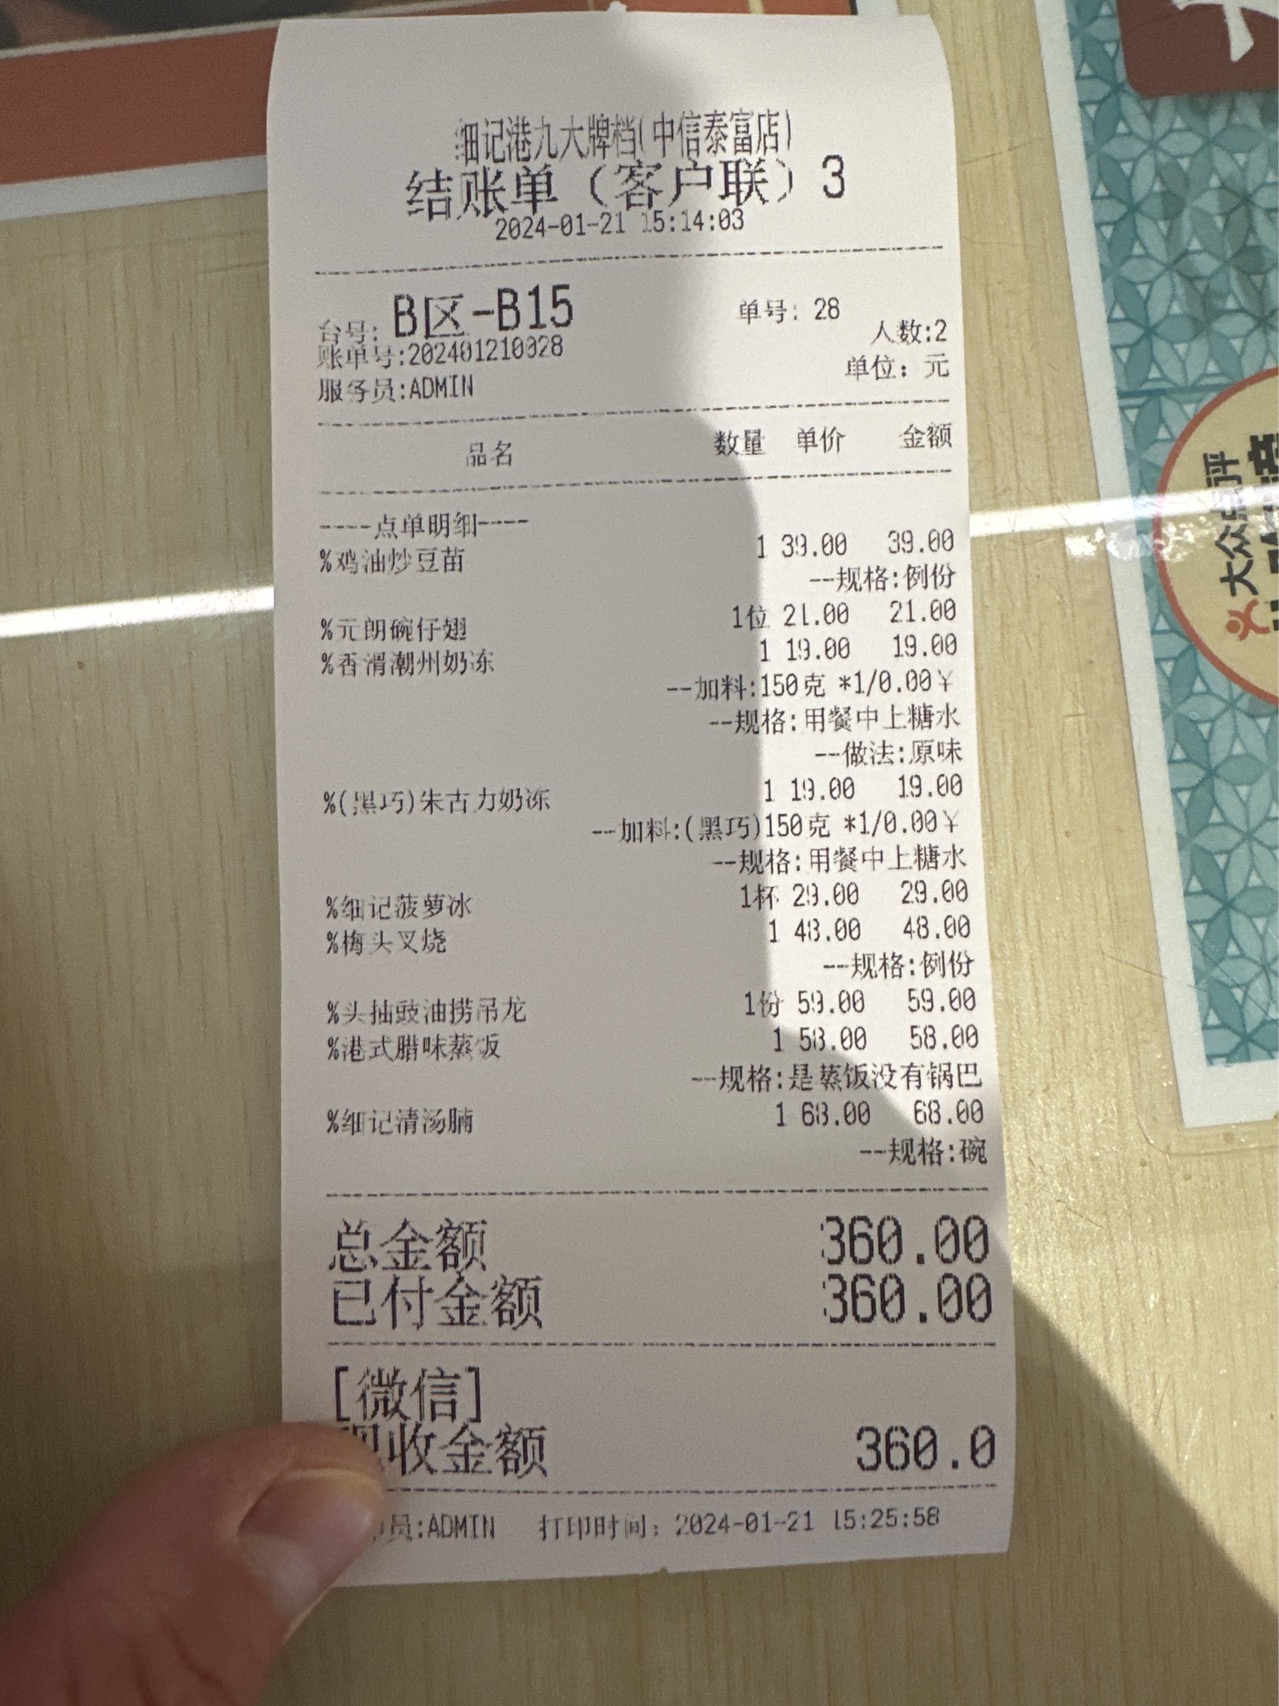 细记港九大牌档(中信泰富店)
结账单（客户联）3
2024-01-21 15:14:03
台号: B区-B15 单号: 28
账单号:202401210028 人数:2
服务员:ADMIN 单位：元
品名 数量 单价 金额
----点单明细----
%鸡油炒豆苗 1 39.00 39.00
--规格:例份
%元朗碗仔翅 1位 21.00 21.00
%香滑潮州奶冻 1 19.00 19.00
--加料:150克 *1/0.00¥
--规格:用餐中上糖水
--做法:原味
%(黑巧)朱古力奶冻 1 19.00 19.00
--加料:(黑巧)150克 *1/0.00¥
--规格:用餐中上糖水
%细记菠萝冰 1杯 29.00 29.00
%梅头叉烧 1 48.00 48.00
--规格:例份
%头抽豉油捞吊龙 1份 59.00 59.00
%港式腊味蒸饭 1 58.00 58.00
--规格:是蒸饭没有锅巴
%细记清汤腩 1 68.00 68.00
--规格:碗
总金额 360.00
已付金额 360.00
[微信]
收金额 360.0
员:ADMIN 打印时间：2024-01-21 15:25:58
大众点评